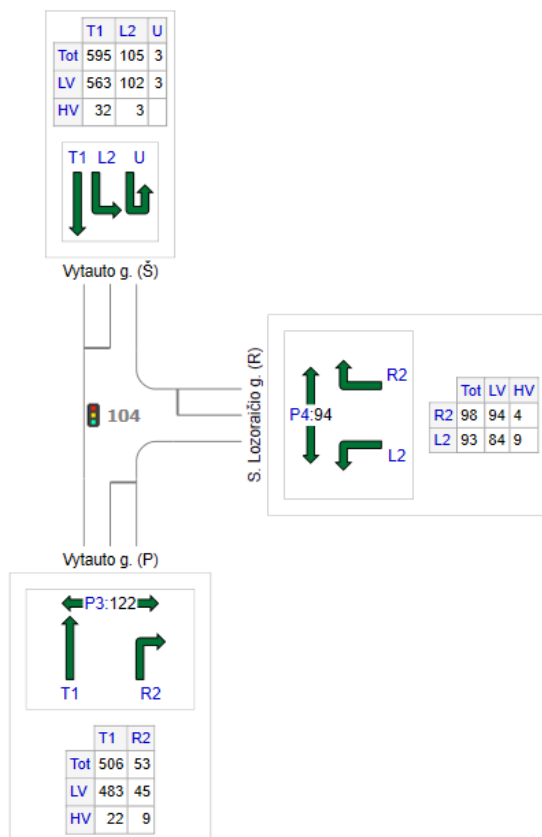 T1 L2 U
Tot 595 105 3
LV 563 102 3
HV 32 3
T1 L2 U
Vytauto g. (Š)
S. Lozoraičio g. (R)
R2
P4:94
L2
Tot LV HV
R2 98 94 4
L2 93 84 9
104
Vytauto g. (P)
P3:122
T1 R2
T1 R2
Tot 506 53
LV 483 45
HV 22 9